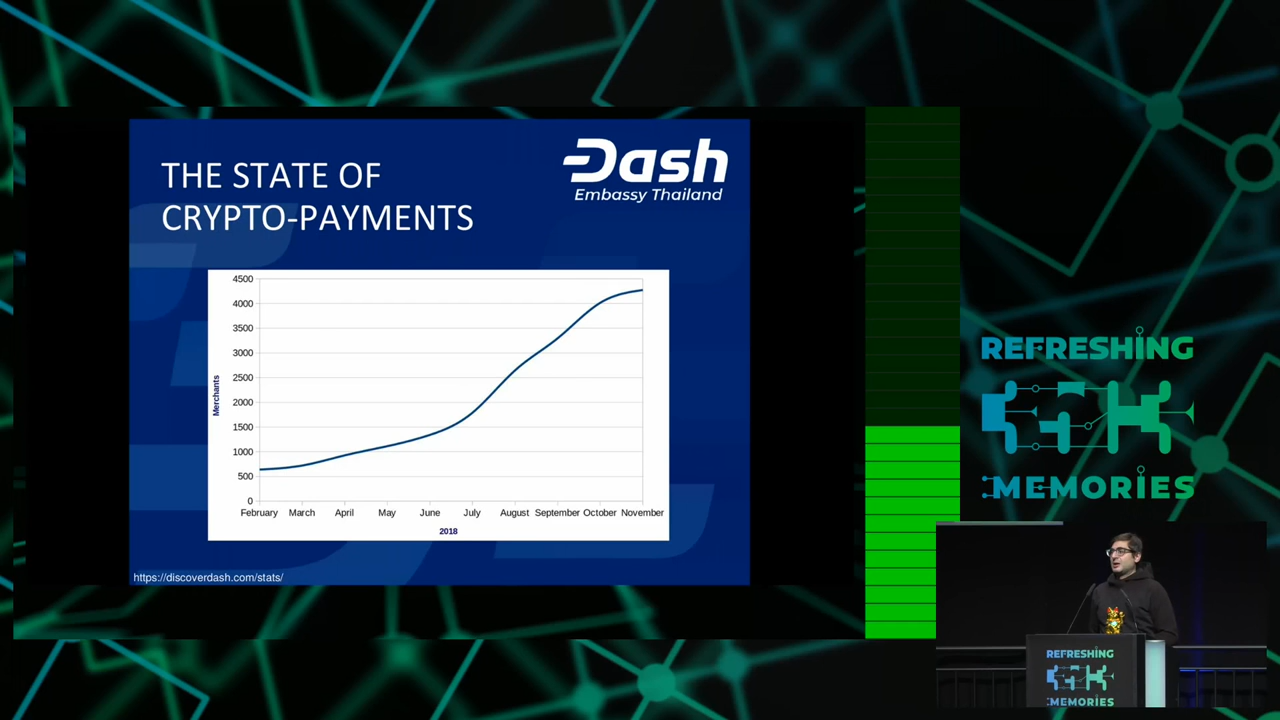 THE STATE OF
CRYPTO-PAYMENTS
Dash
Embassy Thailand
4500
4000
3500
3000
2500
2000
1500
1000
500
0
Merchants
February March April May June July August September October November
2018
https://discoverdash.com/stats/
REFRESHING
35C3
MEMORIES
REFRESHING
35C3
MEMORIES